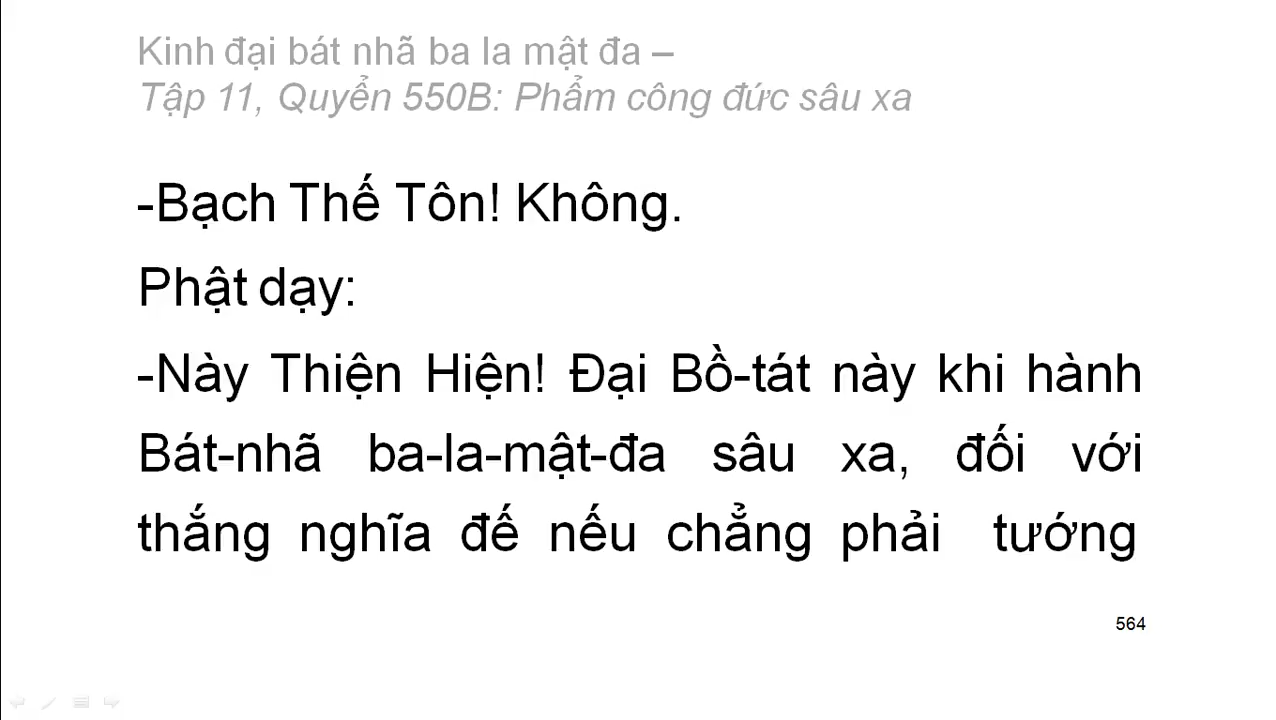 Kinh đại bát nhã ba la mật đa –
Tập 11, Quyển 550B: Phẩm công đức sâu xa
-Bạch Thế Tôn! Không.
Phật dạy:
-Này Thiện Hiện! Đại Bồ-tát này khi hành
Bát-nhã ba-la-mật-đa sâu xa, đối với
thắng nghĩa đế nếu chẳng phải tướng
564